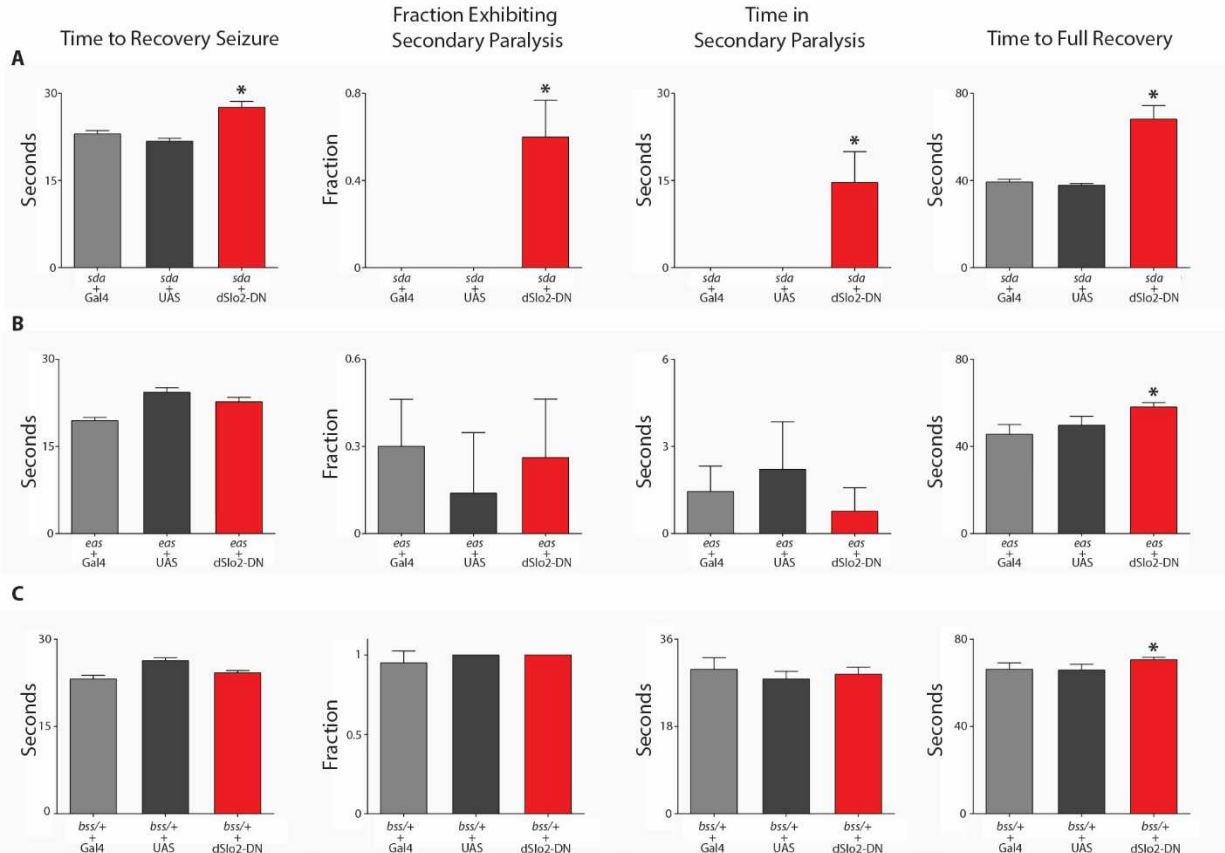 Time to Recovery Seizure
Fraction Exhibiting
Secondary Paralysis
Time in
Secondary Paralysis
Time to Full Recovery
A
Seconds
30
15
0
sda + Gal4
sda + UAS
sda + dSlo2-DN
*
Fraction
0.8
0.4
0
sda + Gal4
sda + UAS
sda + dSlo2-DN
*
Seconds
30
15
0
sda + Gal4
sda + UAS
sda + dSlo2-DN
*
Seconds
80
40
0
sda + Gal4
sda + UAS
sda + dSlo2-DN
*
B
Seconds
30
15
0
eas + Gal4
eas + UAS
eas + dSlo2-DN
Fraction
0.6
0.3
0
eas + Gal4
eas + UAS
eas + dSlo2-DN
Seconds
6
3
0
eas + Gal4
eas + UAS
eas + dSlo2-DN
Seconds
80
40
0
eas + Gal4
eas + UAS
eas + dSlo2-DN
*
C
Seconds
30
15
0
bss/+ + Gal4
bss/+ + UAS
bss/+ + dSlo2-DN
Fraction
1
0.5
0
bss/+ + Gal4
bss/+ + UAS
bss/+ + dSlo2-DN
Seconds
36
18
0
bss/+ + Gal4
bss/+ + UAS
bss/+ + dSlo2-DN
Seconds
80
40
0
bss/+ + Gal4
bss/+ + UAS
bss/+ + dSlo2-DN
*